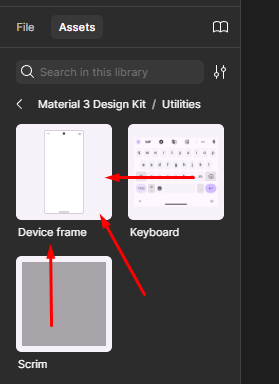 File Assets
Search in this library
Material 3 Design Kit / Utilities
Device frame Keyboard
Scrim